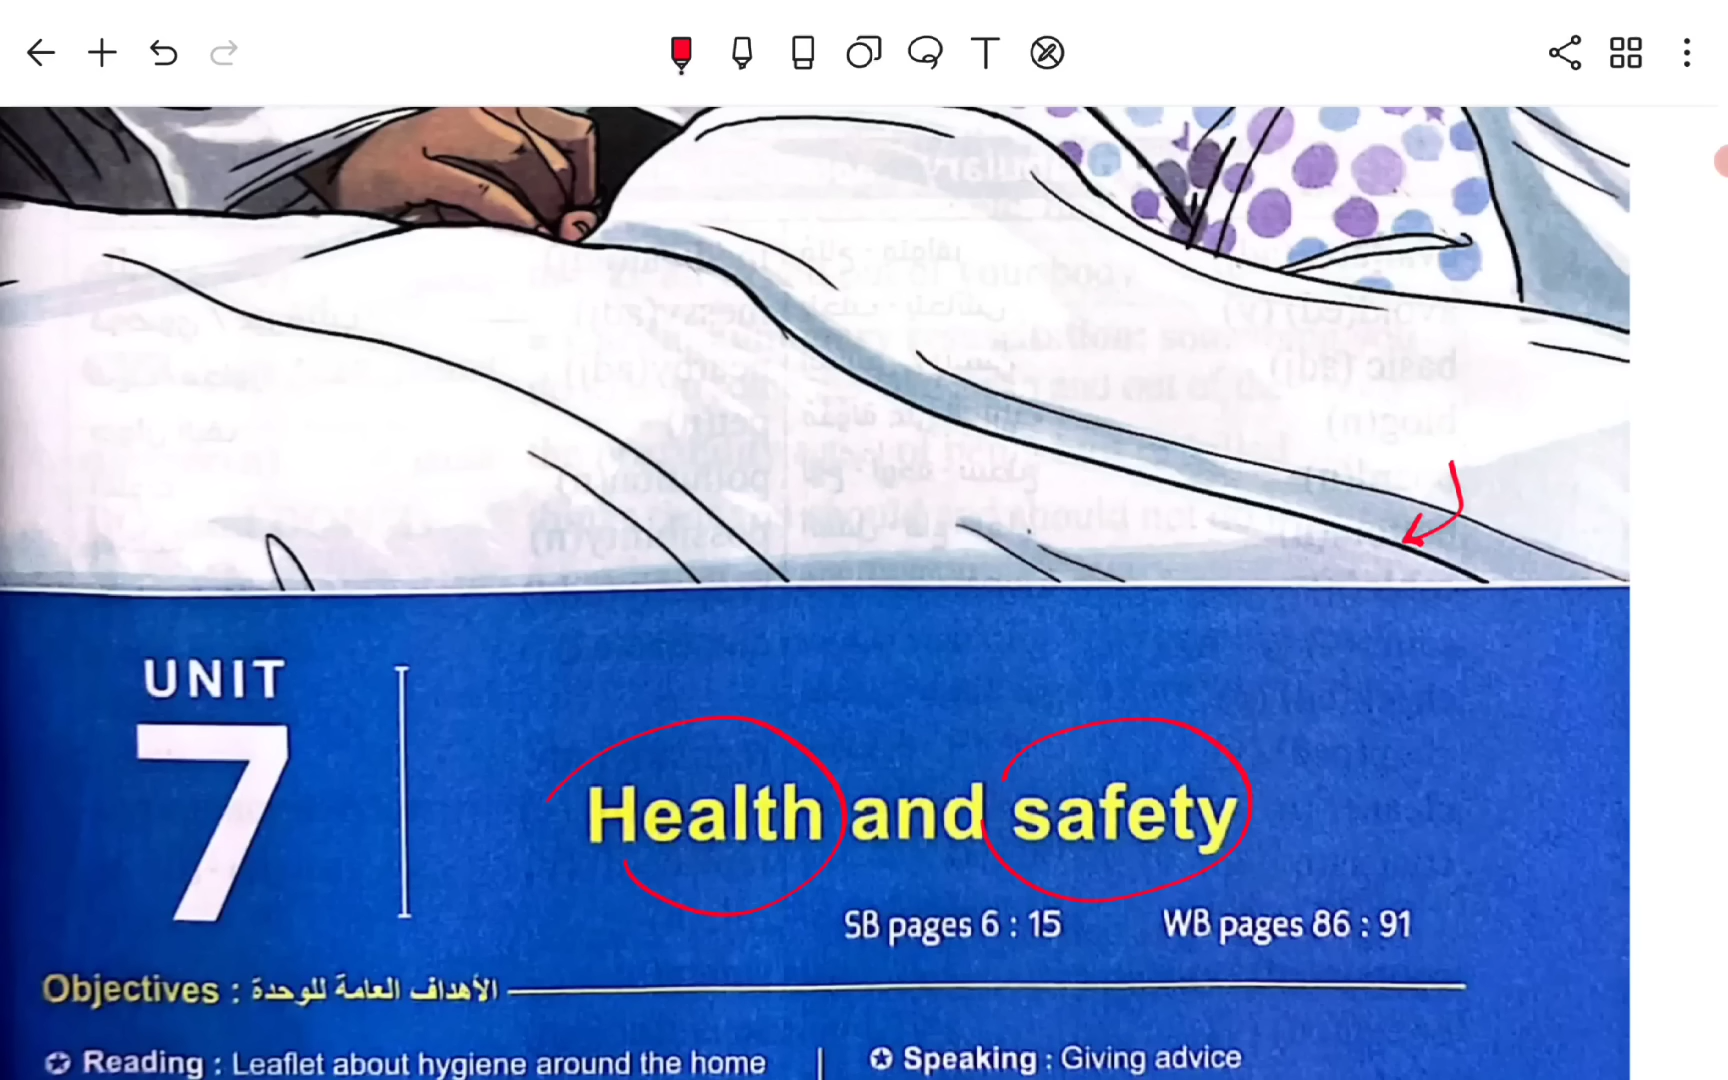 UNIT
7
Health and safety
SB pages 6 : 15 WB pages 86 : 91
Objectives : الأهداف العامة للوحدة
Reading : Leaflet about hygiene around the home | Speaking : Giving advice